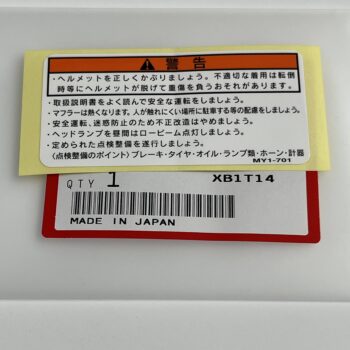 警告
・ヘルメットを正しくかぶりましょう。不適切な着用は転倒
時等にヘルメットが脱げて重傷を負うおそれがあります。
・取扱説明書をよく読んで安全な運転をしましょう。
・マフラーは熱くなります。人が触れにくい場所に駐車する等の配慮をしましょう。
・安全運転、迷惑防止のため不正改造はやめましょう。
・ヘッドランプを昼間はロービーム点灯しましょう。
・定められた点検整備を遂行しましょう。
(点検整備のポイント)ブレーキ・タイヤ・オイル・ランプ類・ホーン・計器
MY1-701
QTY 1 XB1T14
MADE IN JAPAN